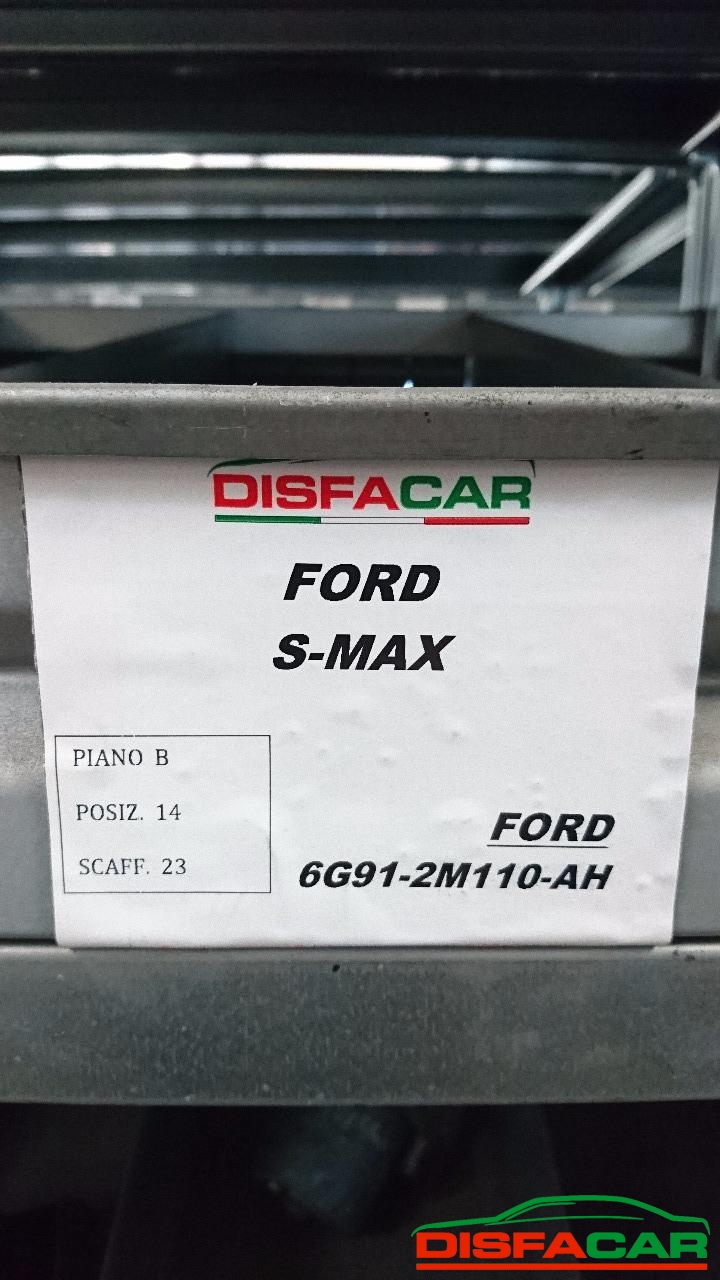 DISFACAR
FORD
S-MAX
PIANO B
POSIZ. 14
SCAFF. 23
FORD
6G91-2M110-AH
DISFACAR